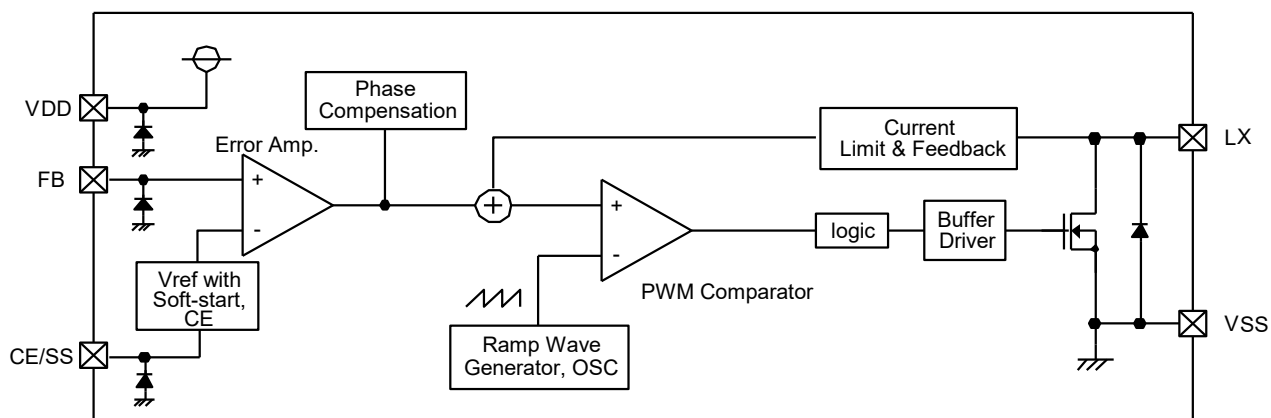 Phase
Compensation
VDD
Current
Limit & Feedback
LX
Error Amp.
FB
+
-
+
+
-
logic
Buffer
Driver
Vref with
Soft-start,
CE
PWM Comparator
VSS
CE/SS
Ramp Wave
Generator, OSC